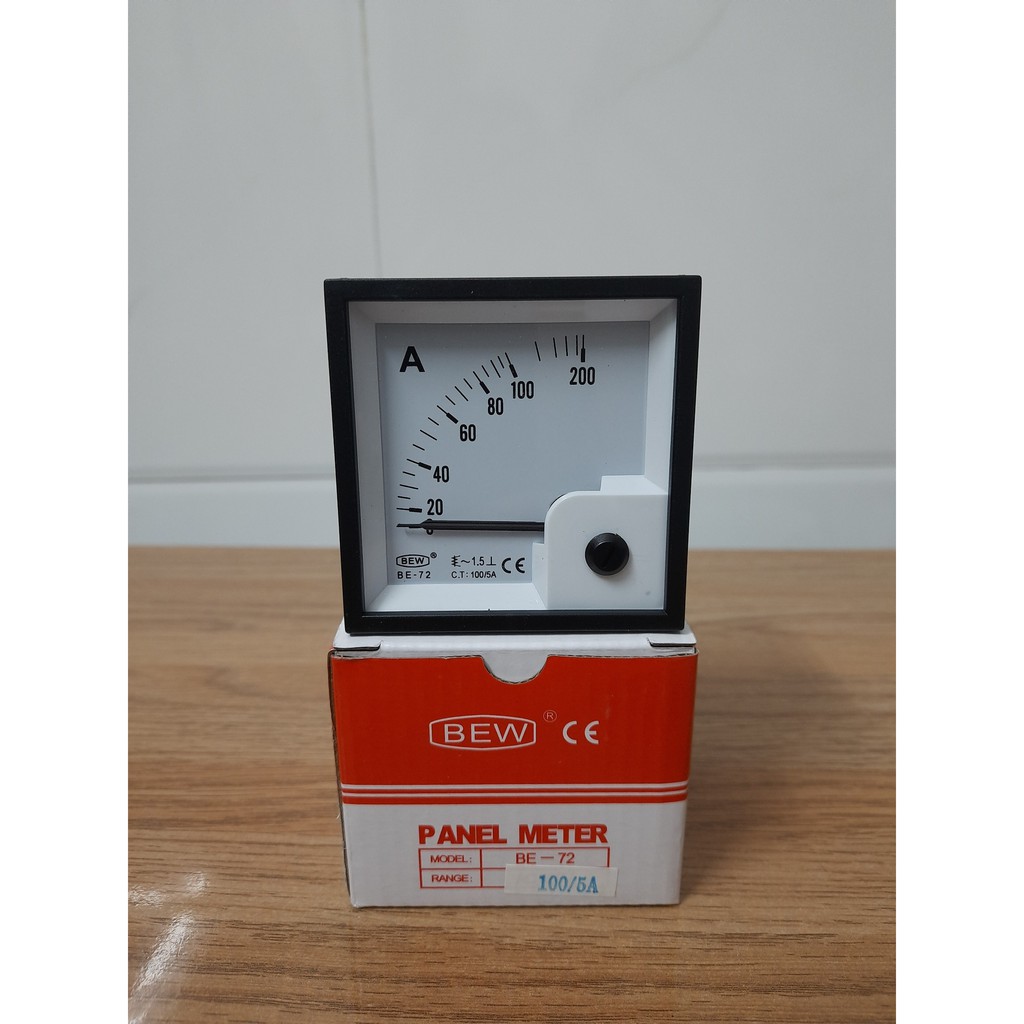 A
200
100
80
60
40
20
0
BEW ®
BE-72
~1.5⊥
C.T: 100/5A
CE
BEW ® CE
PANEL METER
MODEL: BE-72
RANGE: 100/5A